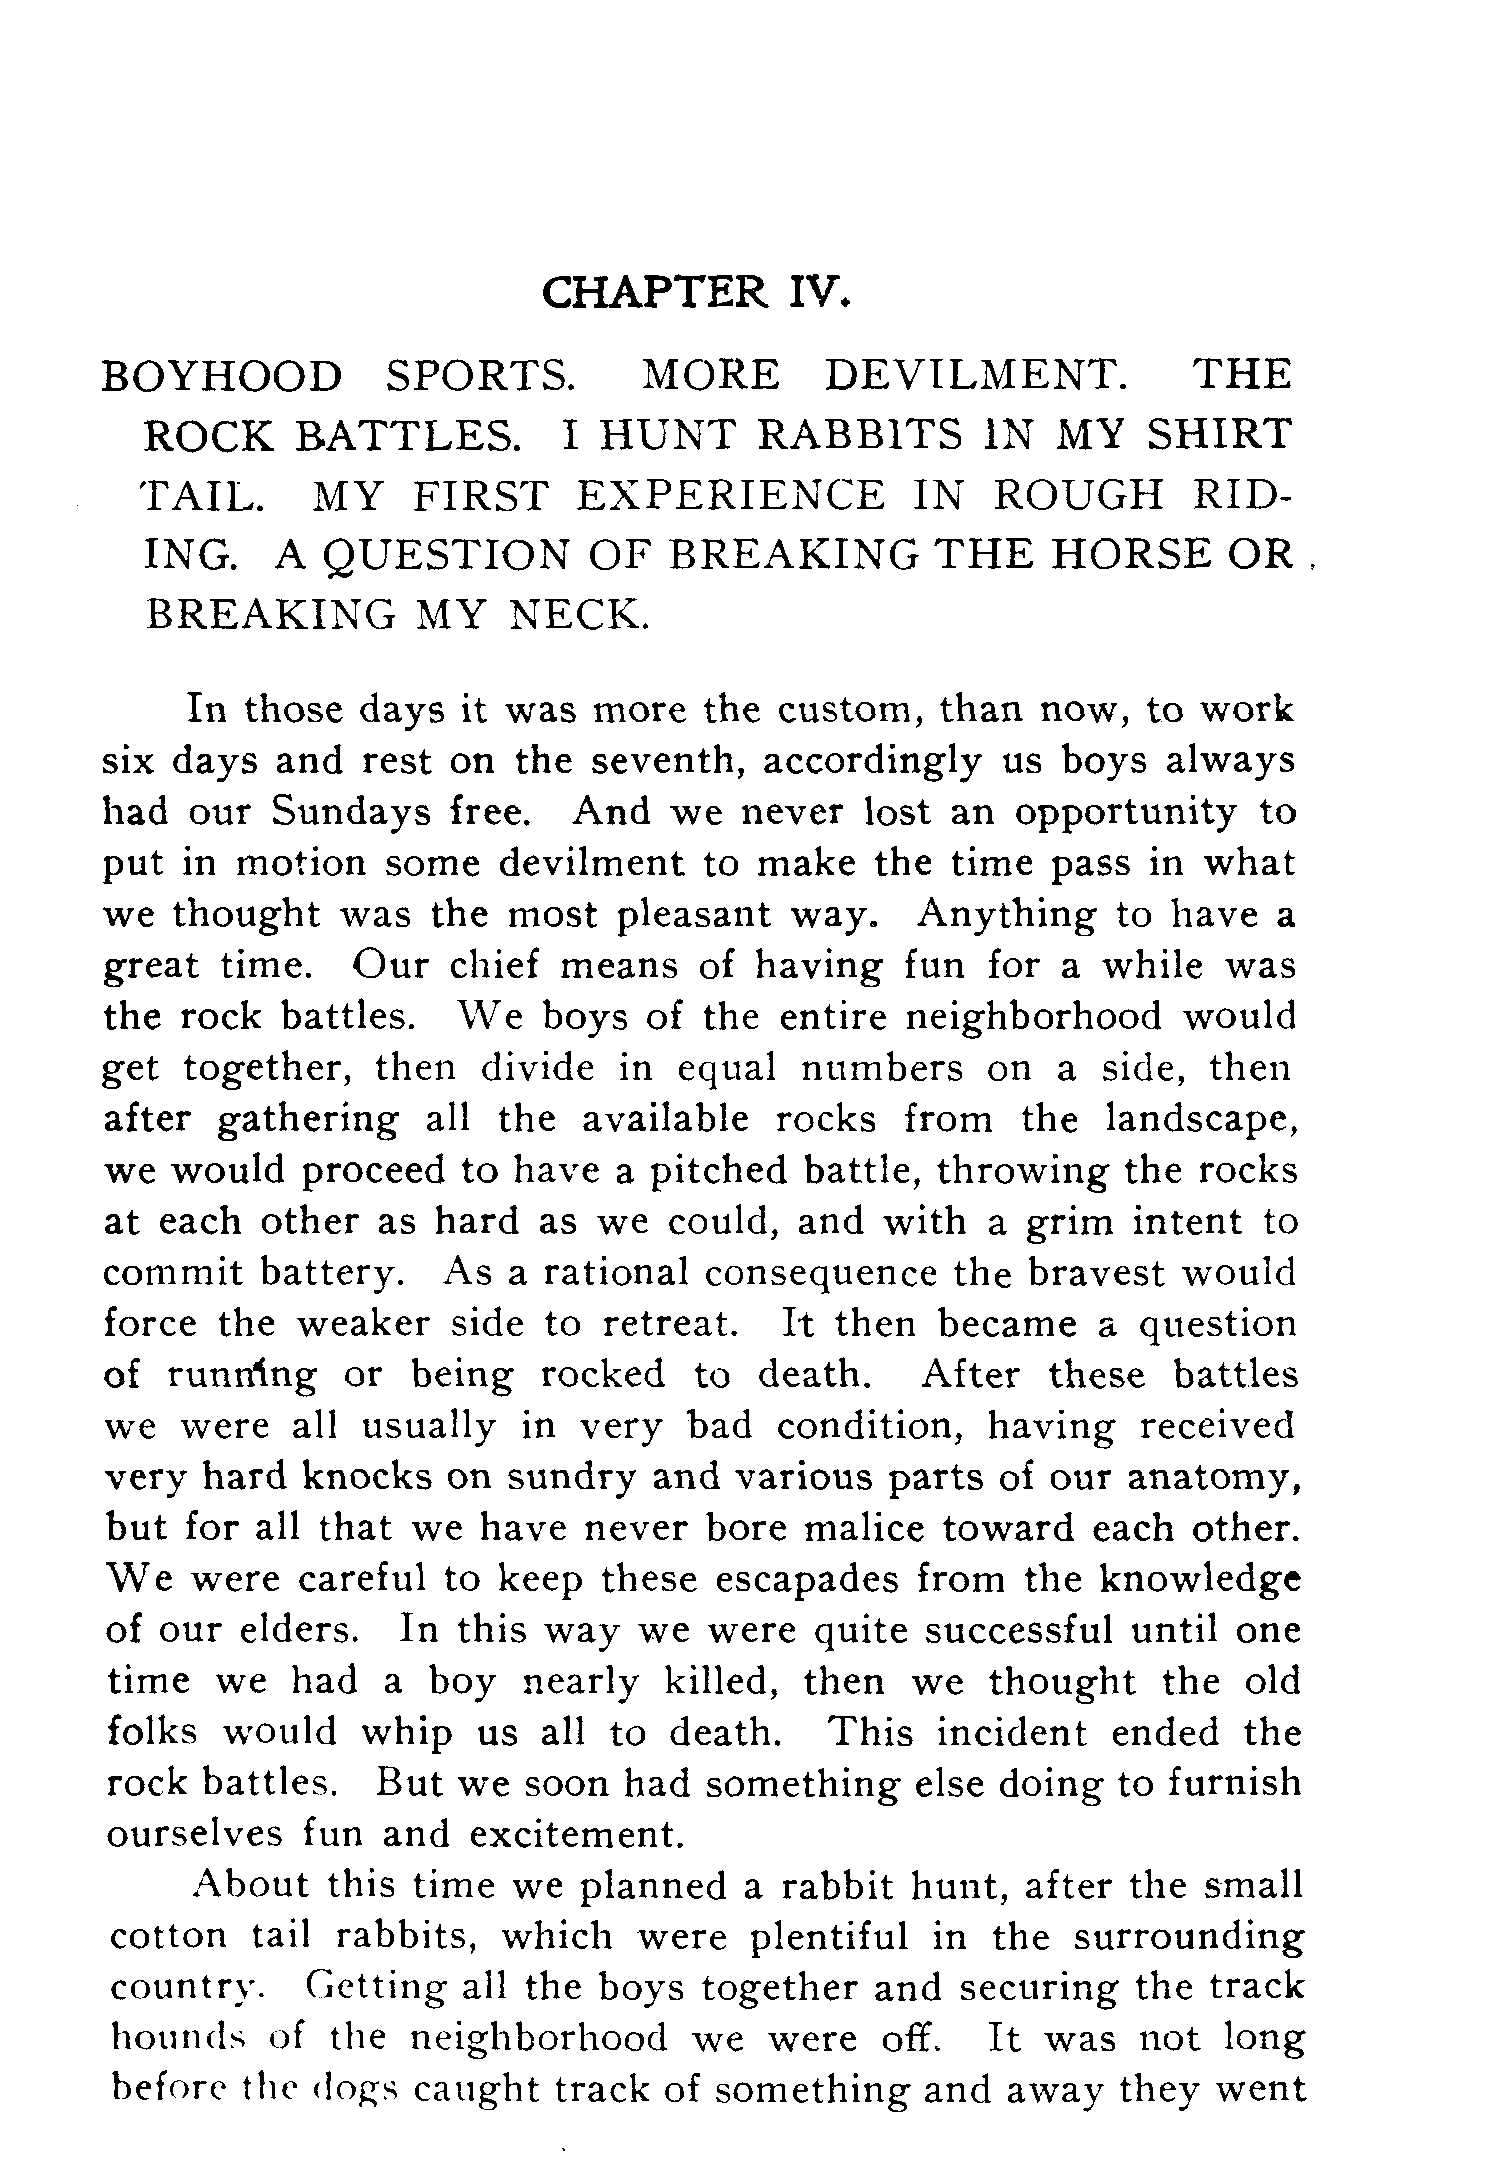 CHAPTER IV.
BOYHOOD SPORTS. MORE DEVILMENT. THE
ROCK BATTLES. I HUNT RABBITS IN MY SHIRT
TAIL. MY FIRST EXPERIENCE IN ROUGH RID-
ING. A QUESTION OF BREAKING THE HORSE OR
BREAKING MY NECK.
In those days it was more the custom, than now, to work
six days and rest on the seventh, accordingly us boys always
had our Sundays free. And we never lost an opportunity to
put in motion some devilment to make the time pass in what
we thought was the most pleasant way. Anything to have a
great time. Our chief means of having fun for a while was
the rock battles. We boys of the entire neighborhood would
get together, then divide in equal numbers on a side, then
after gathering all the available rocks from the landscape,
we would proceed to have a pitched battle, throwing the rocks
at each other as hard as we could, and with a grim intent to
commit battery. As a rational consequence the bravest would
force the weaker side to retreat. It then became a question
of running or being rocked to death. After these battles
we were all usually in very bad condition, having received
very hard knocks on sundry and various parts of our anatomy,
but for all that we have never bore malice toward each other.
We were careful to keep these escapades from the knowledge
of our elders. In this way we were quite successful until one
time we had a boy nearly killed, then we thought the old
folks would whip us all to death. This incident ended the
rock battles. But we soon had something else doing to furnish
ourselves fun and excitement.
About this time we planned a rabbit hunt, after the small
cotton tail rabbits, which were plentiful in the surrounding
country. Getting all the boys together and securing the track
hounds of the neighborhood we were off. It was not long
before the dogs caught track of something and away they went